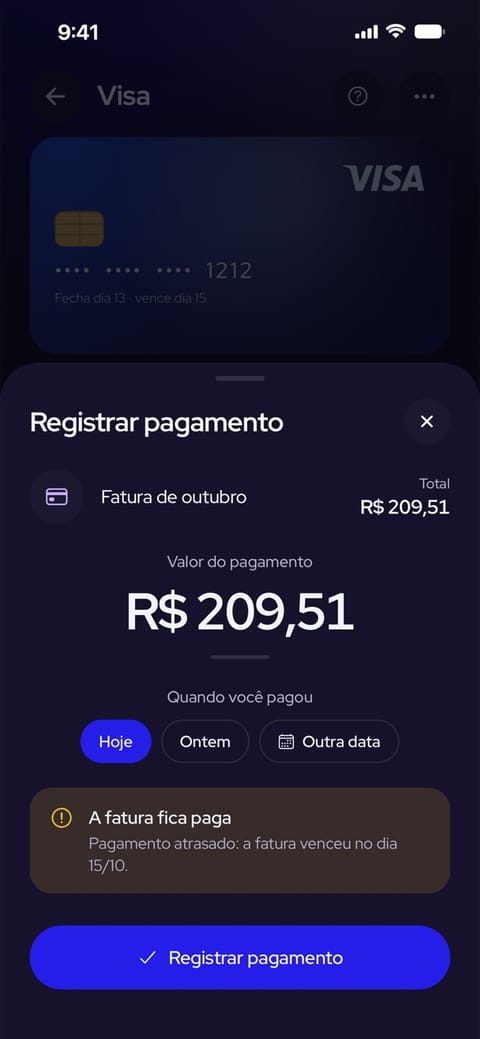 9:41
Visa
VISA
•••• •••• •••• 1212
Fecha dia 13 · vence dia 15
Registrar pagamento
Fatura de outubro
Total
R$ 209,51
Valor do pagamento
R$ 209,51
Quando você pagou
Hoje
Ontem
Outra data
A fatura fica paga
Pagamento atrasado: a fatura venceu no dia
15/10.
Registrar pagamento